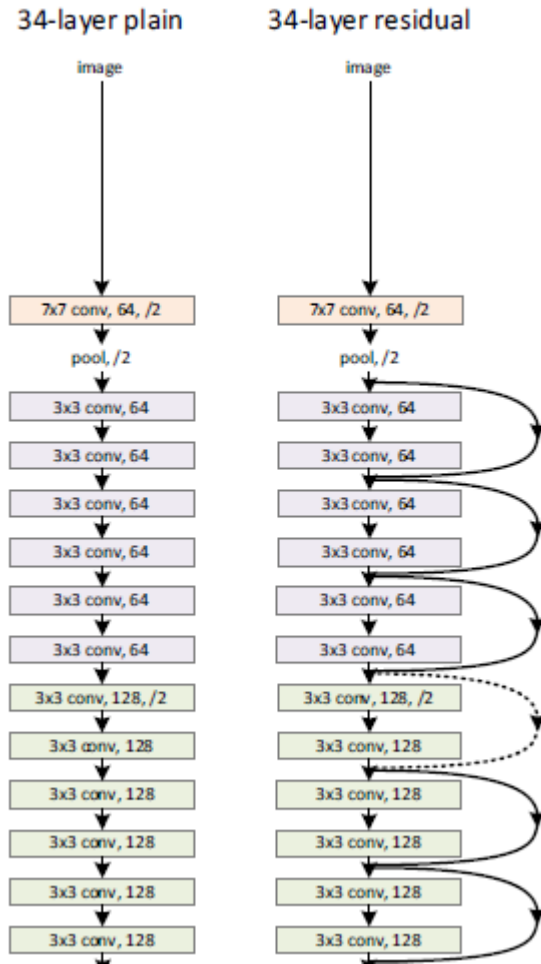 34-layer plain
image
7x7 conv, 64, /2
pool, /2
3x3 conv, 64
3x3 conv, 64
3x3 conv, 64
3x3 conv, 64
3x3 conv, 64
3x3 conv, 64
3x3 conv, 128, /2
3x3 conv, 128
3x3 conv, 128
3x3 conv, 128
3x3 conv, 128
3x3 conv, 128
34-layer residual
image
7x7 conv, 64, /2
pool, /2
3x3 conv, 64
3x3 conv, 64
3x3 conv, 64
3x3 conv, 64
3x3 conv, 64
3x3 conv, 64
3x3 conv, 128, /2
3x3 conv, 128
3x3 conv, 128
3x3 conv, 128
3x3 conv, 128
3x3 conv, 128